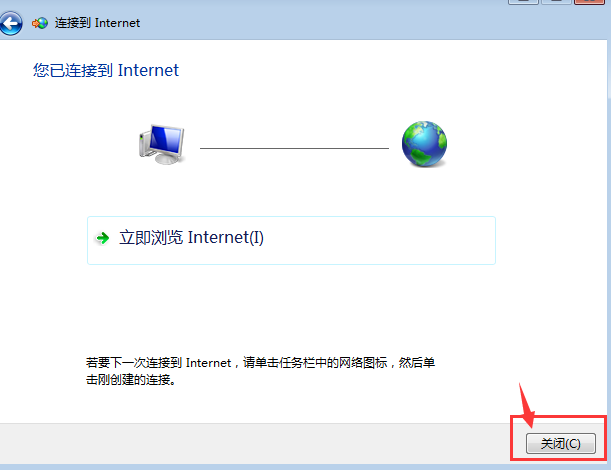 连接到 Internet
您已连接到 Internet
立即浏览 Internet(I)
若要下一次连接到 Internet，请单击任务栏中的网络图标，然后单
击刚创建的连接。
关闭(C)